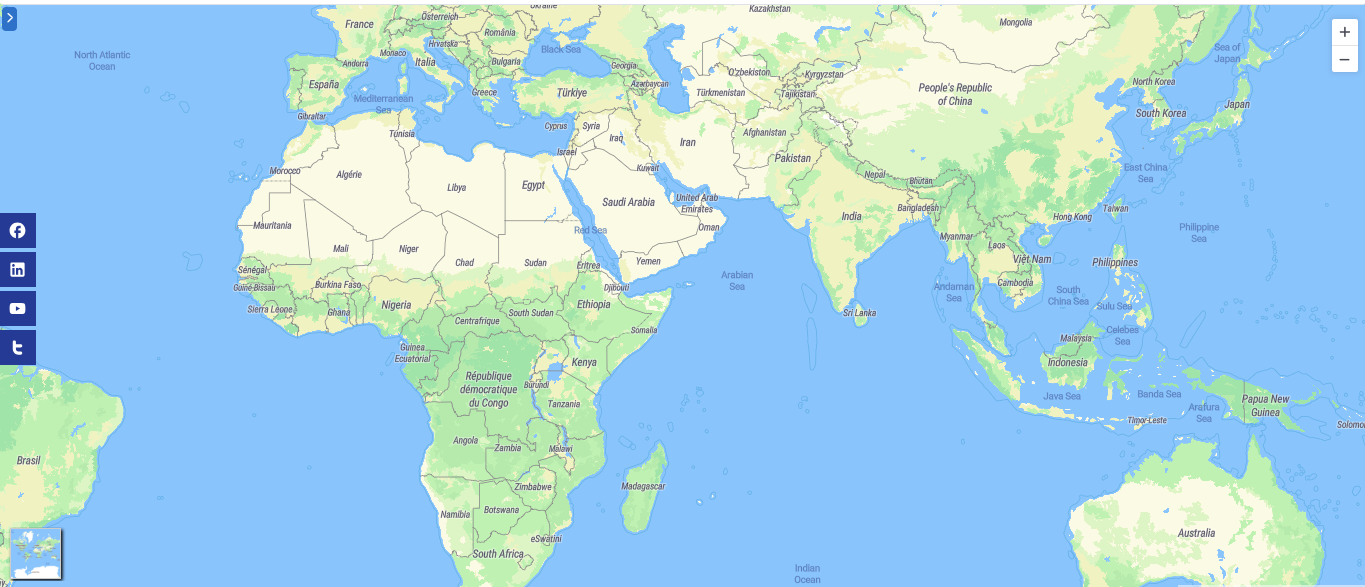 Ukraine
Kazakhstan
Österreich
France
Mongolia
România
North Atlantic
Ocean
Hrvatska
Black Sea
Sea of
Japan
Monaco
Andorra
Italia
Bulgaria
Georgia
O'zbekiston
Kyrgyzstan
España
Azərbaycan
North Korea
Türkiye
Greece
Türkmenistan
Tajikistan
People's Republic
of China
Mediterranean
Sea
Japan
Gibraltar
South Korea
Cyprus
Syria
Tunisia
Iraq
Iran
Afghanistan
Israel
Pakistan
Morocco
Algérie
Kuwait
Nepal
Bhutan
East China
Sea
Libya
Egypt
Saudi Arabia
United Arab
Emirates
Bangladesh
Taiwan
India
Hong Kong
Mauritania
Red Sea
Oman
Philippine
Sea
Mali
Niger
Myanmar
Laos
Chad
Sudan
Eritrea
Yemen
Việt Nam
Philippines
Sénégal
Arabian
Sea
Guiné-Bissau
Burkina Faso
Djibouti
Andaman
Sea
Cambodia
South
China Sea
Sierra Leone
Ghana
Nigeria
South Sudan
Ethiopia
Sri Lanka
Sulu Sea
Centrafrique
Somalia
Celebes
Sea
Malaysia
Guinea
Ecuatorial
Kenya
Indonesia
République
démocratique
du Congo
Burundi
Tanzania
Java Sea
Banda Sea
Arafura
Sea
Papua New
Guinea
Timor-Leste
Solomo
Angola
Zambia
Malawi
Brasil
Madagascar
Zimbabwe
Namibia
Botswana
Australia
eSwatini
South Africa
Indian
Ocean